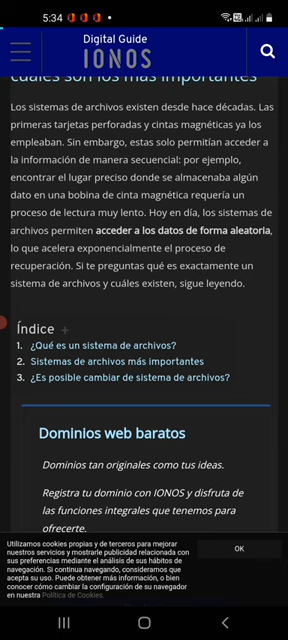 5:34
Digital Guide
IONOS
cuáles son los más importantes
Los sistemas de archivos existen desde hace décadas. Las
primeras tarjetas perforadas y cintas magnéticas ya los
empleaban. Sin embargo, estas solo permitían acceder a
la información de manera secuencial: por ejemplo,
encontrar el lugar preciso donde se almacenaba algún
dato en una bobina de cinta magnética requería un
proceso de lectura muy lento. Hoy en día, los sistemas de
archivos permiten acceder a los datos de forma aleatoria,
lo que acelera exponencialmente el proceso de
recuperación. Si te preguntas qué es exactamente un
sistema de archivos y cuáles existen, sigue leyendo.
Índice +
1. ¿Qué es un sistema de archivos?
2. Sistemas de archivos más importantes
3. ¿Es posible cambiar de sistema de archivos?
Dominios web baratos
Dominios tan originales como tus ideas.
Registra tu dominio con IONOS y disfruta de
las funciones integrales que tenemos para
ofrecerte.
Utilizamos cookies propias y de terceros para mejorar
nuestros servicios y mostrarle publicidad relacionada con
sus preferencias mediante el análisis de sus hábitos de
navegación. Si continua navegando, consideramos que
acepta su uso. Puede obtener más información, o bien
conocer cómo cambiar la configuración de su navegador
en nuestra Política de Cookies.
OK